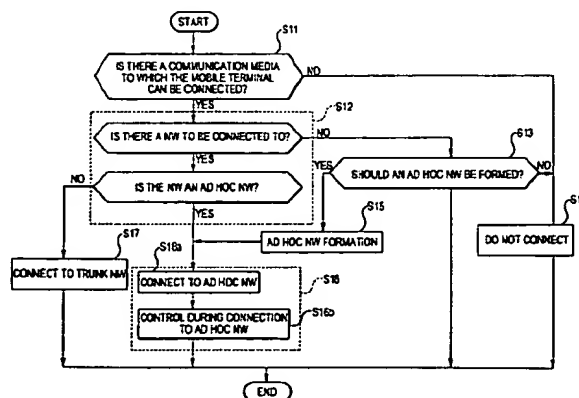 START
S11
IS THERE A COMMUNICATION MEDIA
TO WHICH THE MOBILE TERMINAL
CAN BE CONNECTED?
NO
YES
S12
IS THERE A NW TO BE CONNECTED TO?
NO
S13
YES
YES
SHOULD AN AD HOC NW BE FORMED?
NO
NO
IS THE NW AN AD HOC NW?
YES
S15
AD HOC NW FORMATION
DO NOT CONNECT
S17
CONNECT TO TRUNK NW
CONNECT TO AD HOC NW
CONTROL DURING CONNECTION
TO AD HOC NW
S16b
END